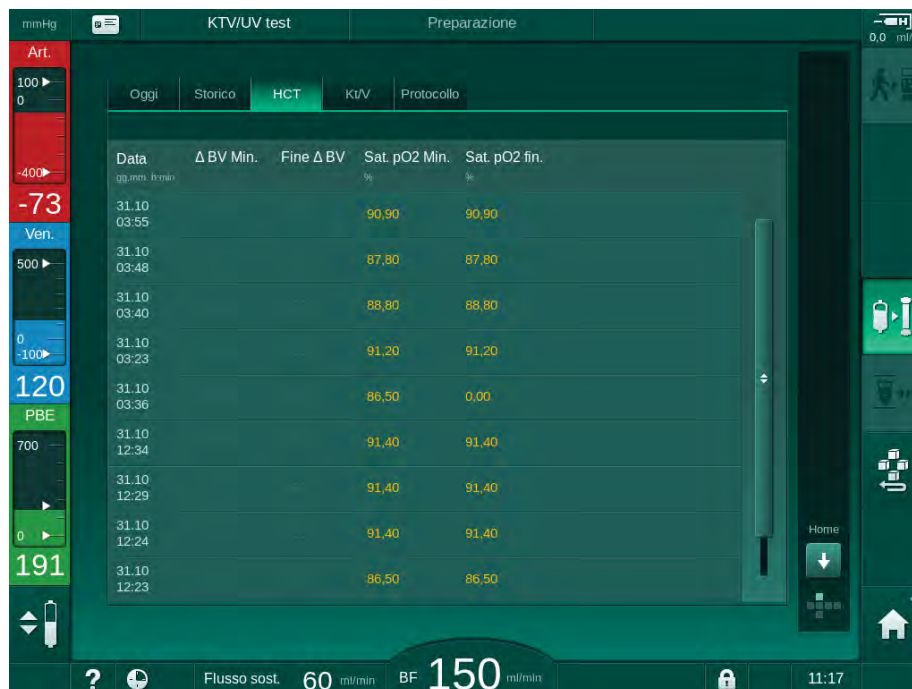 mmHg
KTV/UV test
Preparazione
0,0 ml/
Art.
100
0
-400
-73
Ven.
500
0
-100
120
PBE
700
0
191
Oggi Storico HCT Kt/V Protocollo
Data Δ BV Min. Fine Δ BV Sat. pO2 Min. Sat. pO2 fin.
gg.mm h:min % %
31.10
03:55 90,90 90,90
31.10
03:48 87,80 87,80
31.10
03:40 88,80 88,80
31.10
03:23 91,20 91,20
31.10
03:36 86,50 0,00
31.10
12:34 91,40 91,40
31.10
12:29 91,40 91,40
31.10
12:24 91,40 91,40
31.10
12:23 86,50 86,50
Home
? Flusso sost. 60 ml/min BF 150 ml/min 11:17